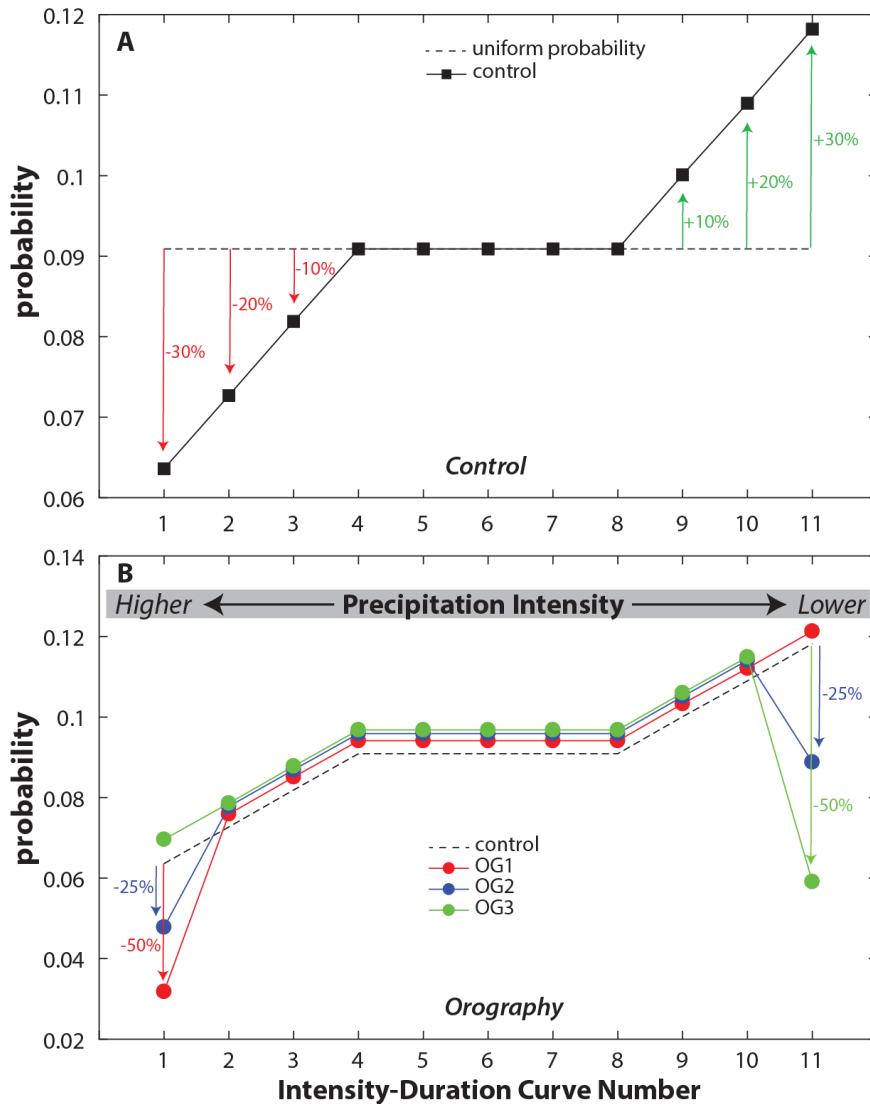 A
uniform probability
control
0.12
0.11
0.1
0.09
0.08
0.07
0.06
probability
-30%
-20%
-10%
+10%
+20%
+30%
Control
1 2 3 4 5 6 7 8 9 10 11
B
Higher Precipitation Intensity Lower
0.14
0.12
0.1
0.08
0.06
0.04
0.02
probability
-25%
-50%
-25%
-50%
control
OG1
OG2
OG3
Orography
1 2 3 4 5 6 7 8 9 10 11
Intensity-Duration Curve Number